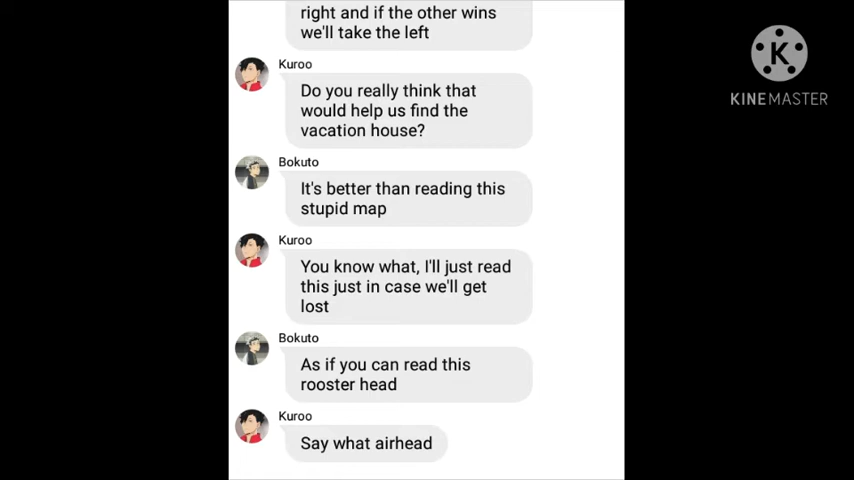 right and if the other wins
we'll take the left
Kuroo
Do you really think that
would help us find the
vacation house?
Bokuto
It's better than reading this
stupid map
Kuroo
You know what, I'll just read
this just in case we'll get
lost
Bokuto
As if you can read this
rooster head
Kuroo
Say what airhead
K
KINEMASTER